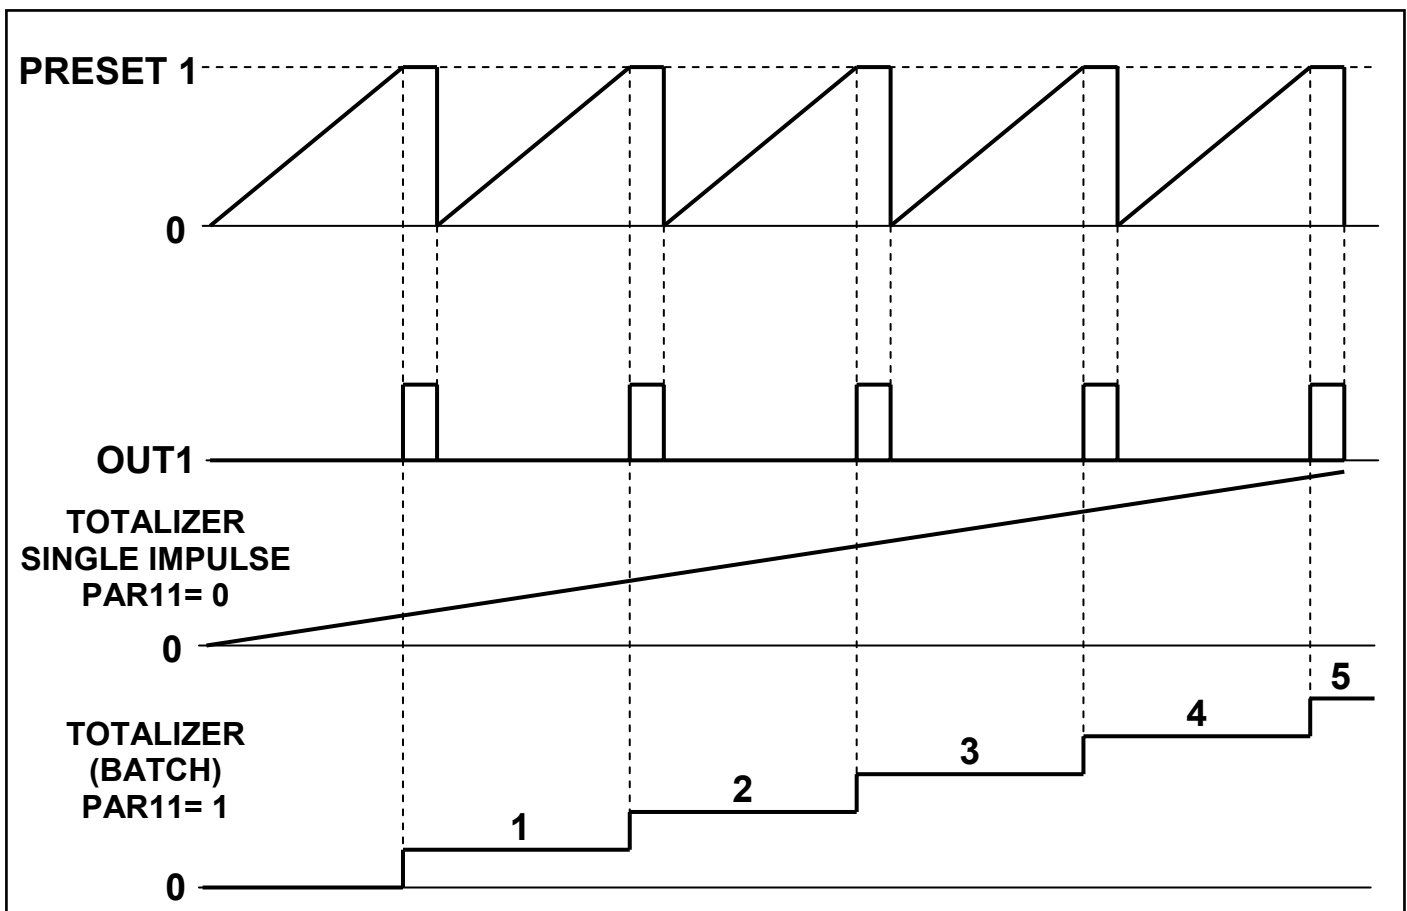 PRESET 1
0
OUT1
TOTALIZER
SINGLE IMPULSE
PAR11= 0
0
5
4
TOTALIZER
(BATCH)
PAR11= 1
3
2
1
0